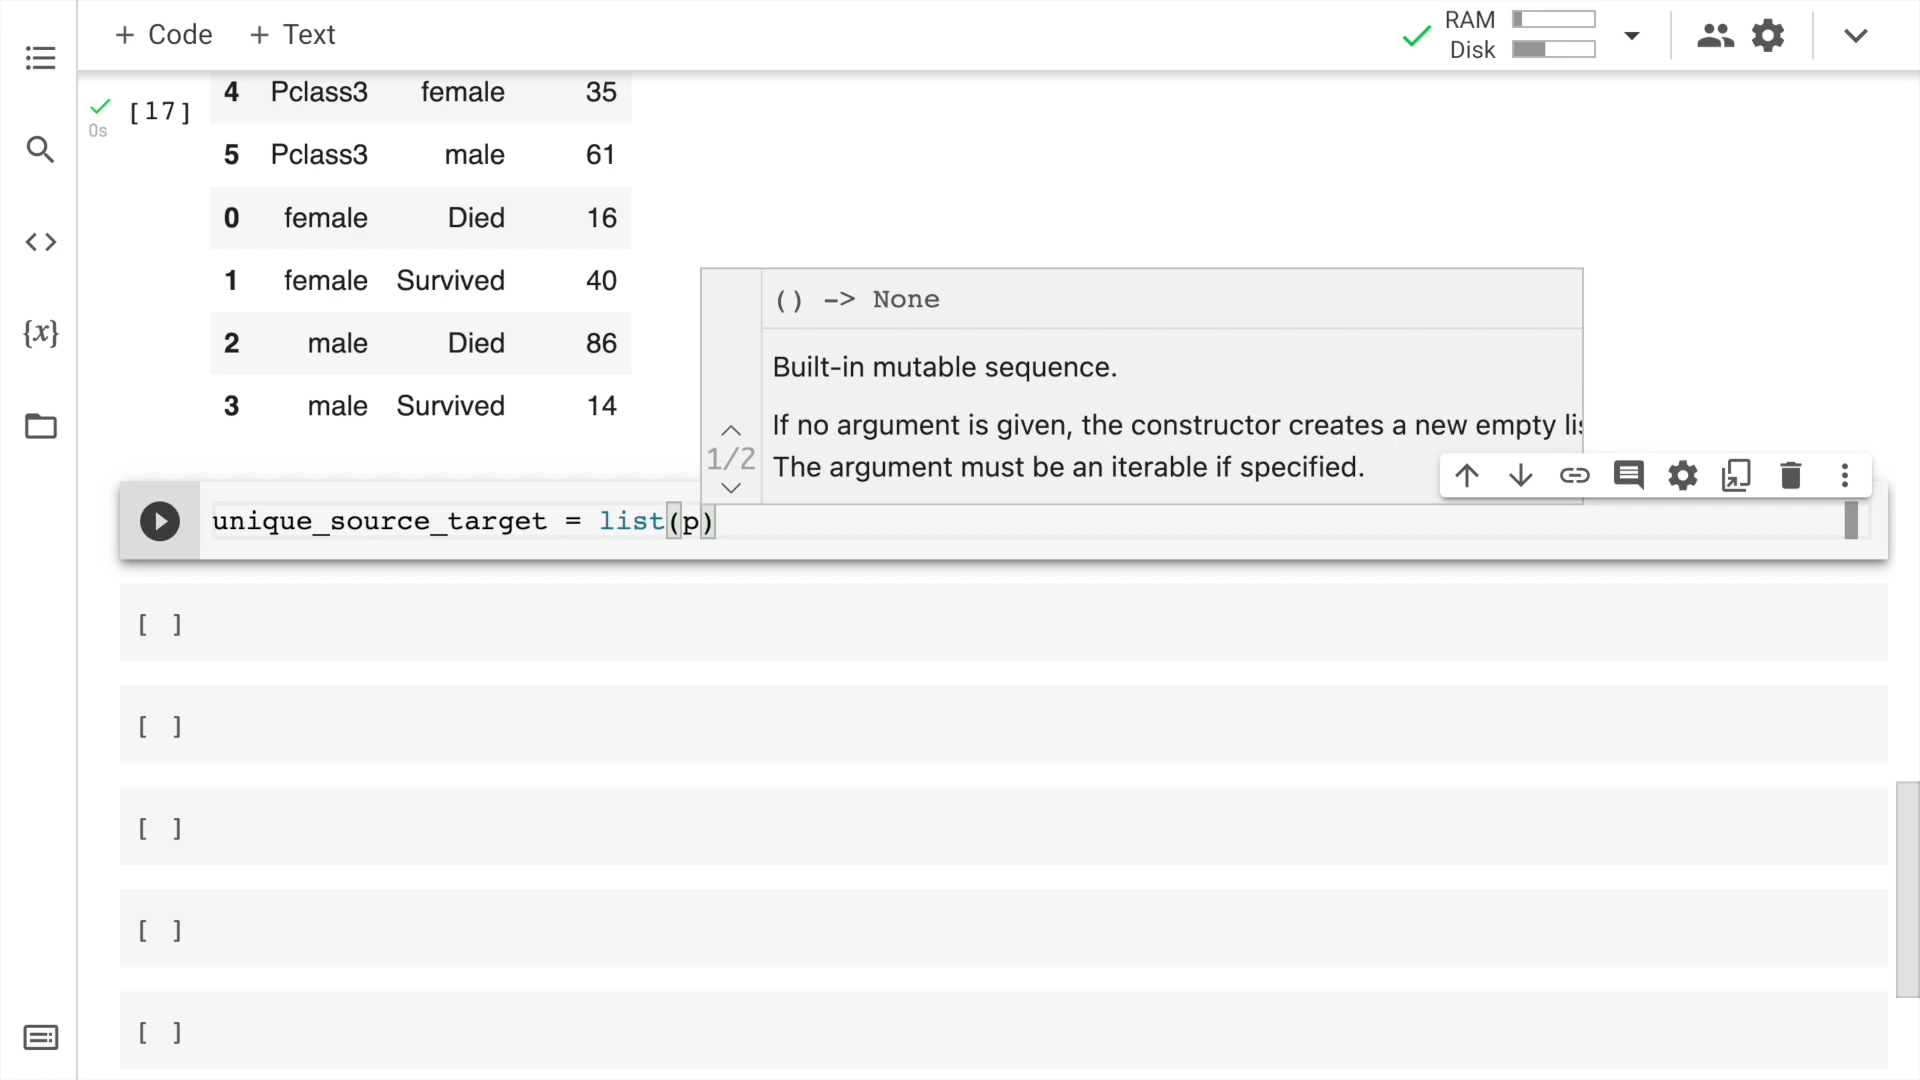 + Code + Text
RAM
Disk
[17]
0s
4 Pclass3 female 35
5 Pclass3 male 61
0 female Died 16
1 female Survived 40
2 male Died 86
3 male Survived 14
() -> None
Built-in mutable sequence.
If no argument is given, the constructor creates a new empty lis
The argument must be an iterable if specified.
1/2
{x}
unique_source_target = list(p)
[ ]
[ ]
[ ]
[ ]
[ ]